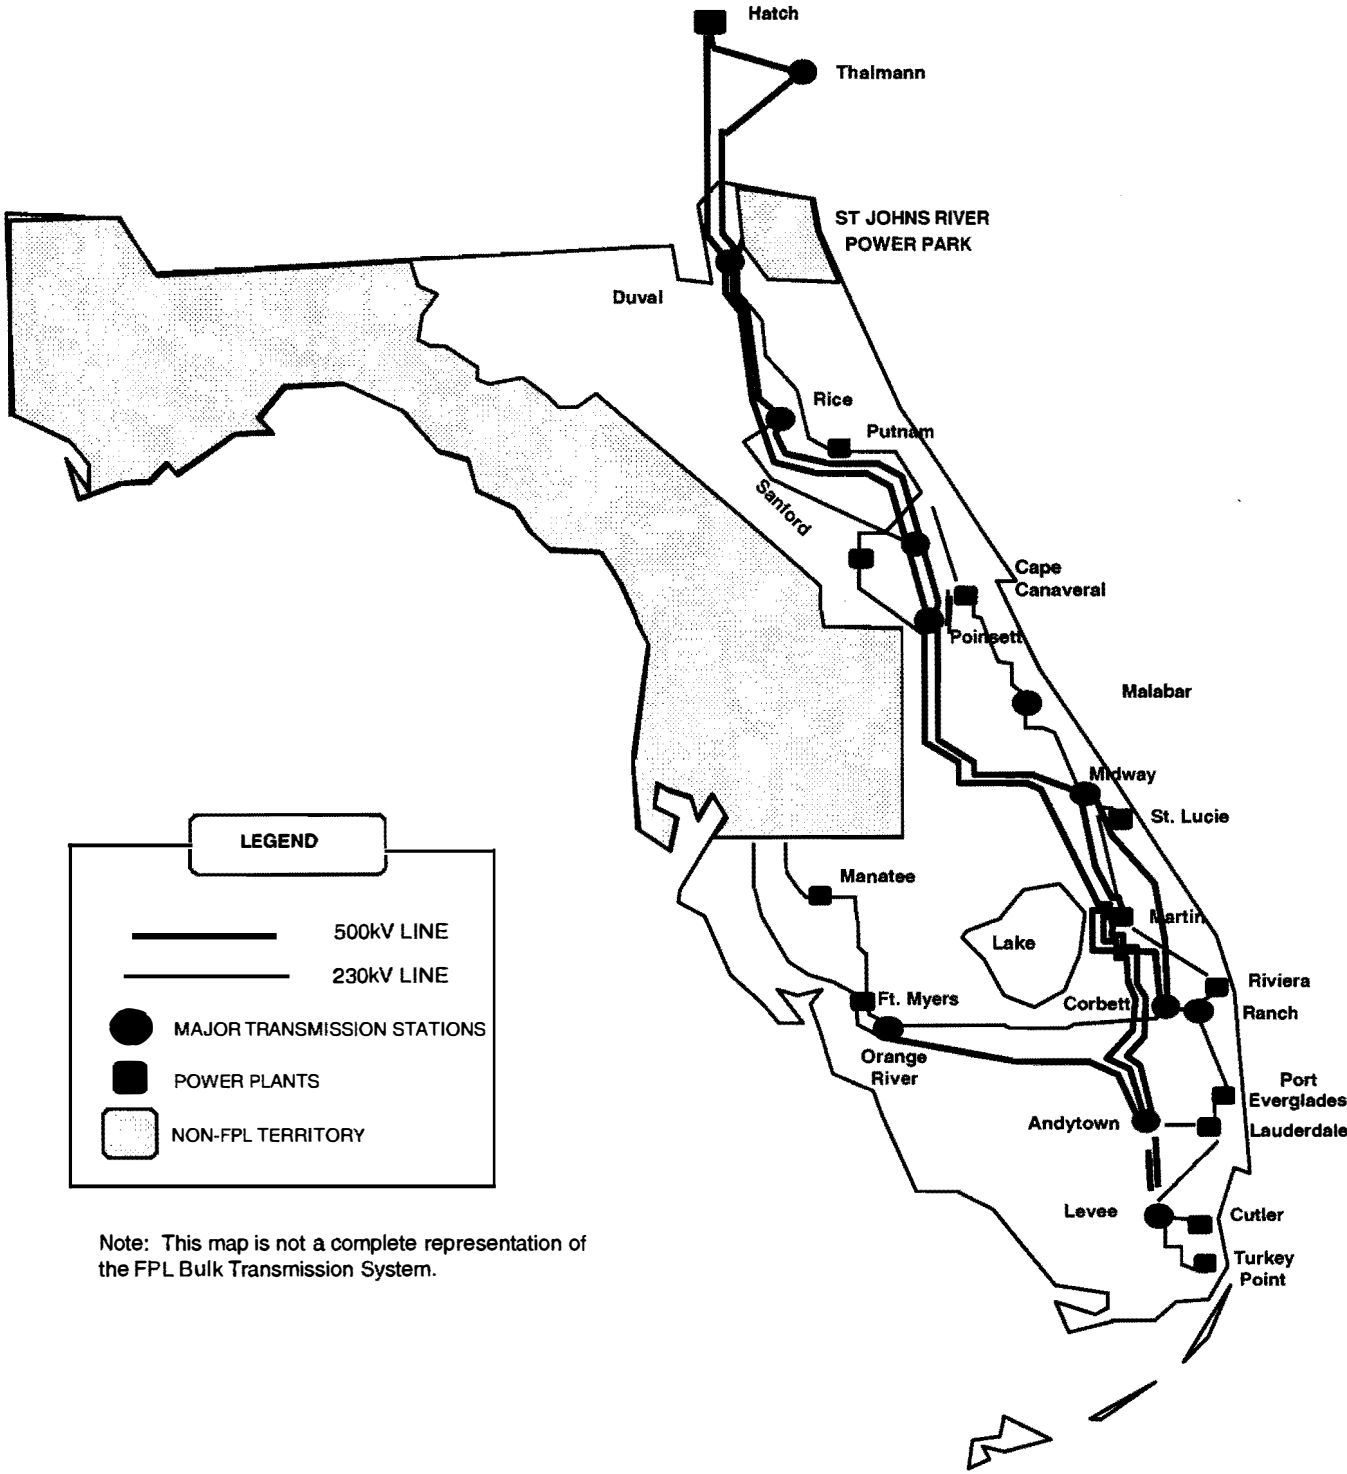 Hatch
Thalmann
ST JOHNS RIVER
POWER PARK
Duval
Rice
Putnam
Sanford
Cape
Canaveral
Poinsett
Malabar
Midway
St. Lucie
Manatee
Martin
Lake
Riviera
Ft. Myers
Corbett
Ranch
Orange
River
Port
Everglades
Andytown
Lauderdale
Levee
Cutler
Turkey
Point
LEGEND
500kV LINE
230kV LINE
MAJOR TRANSMISSION STATIONS
POWER PLANTS
NON-FPL TERRITORY
Note: This map is not a complete representation of
the FPL Bulk Transmission System.